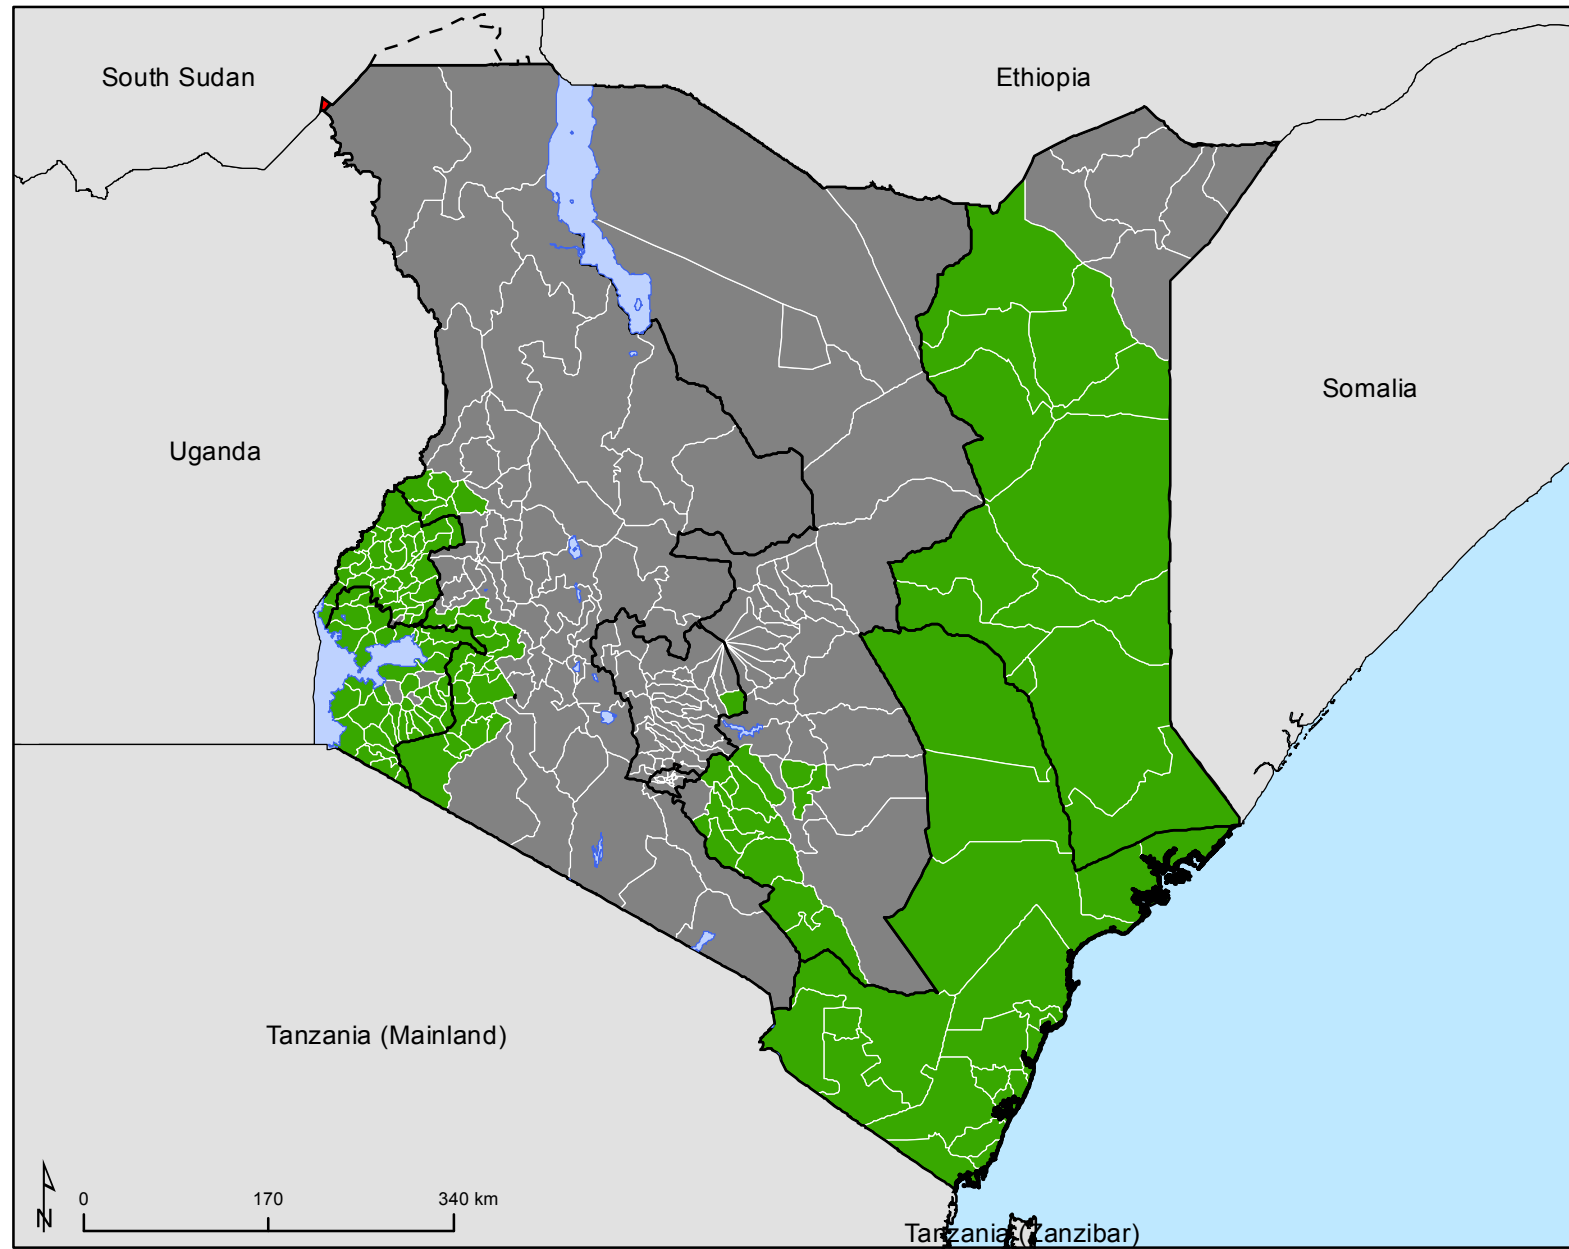 South Sudan
Ethiopia
Somalia
Uganda
Tanzania (Mainland)
N
0
170
340 km
Tanzania (Zanzibar)